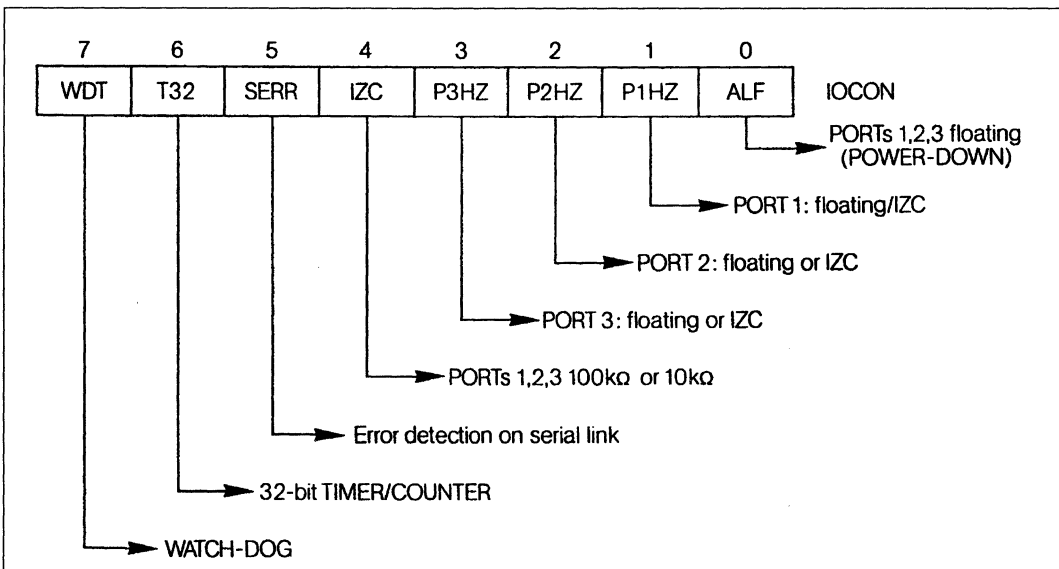 7 6 5 4 3 2 1 0
WDT T32 SERR IZC P3HZ P2HZ P1HZ ALF IOCON
PORTs 1,2,3 floating
(POWER-DOWN)
PORT 1: floating/IZC
PORT 2: floating or IZC
PORT 3: floating or IZC
PORTs 1,2,3 100kΩ or 10kΩ
Error detection on serial link
32-bit TIMER/COUNTER
WATCH-DOG